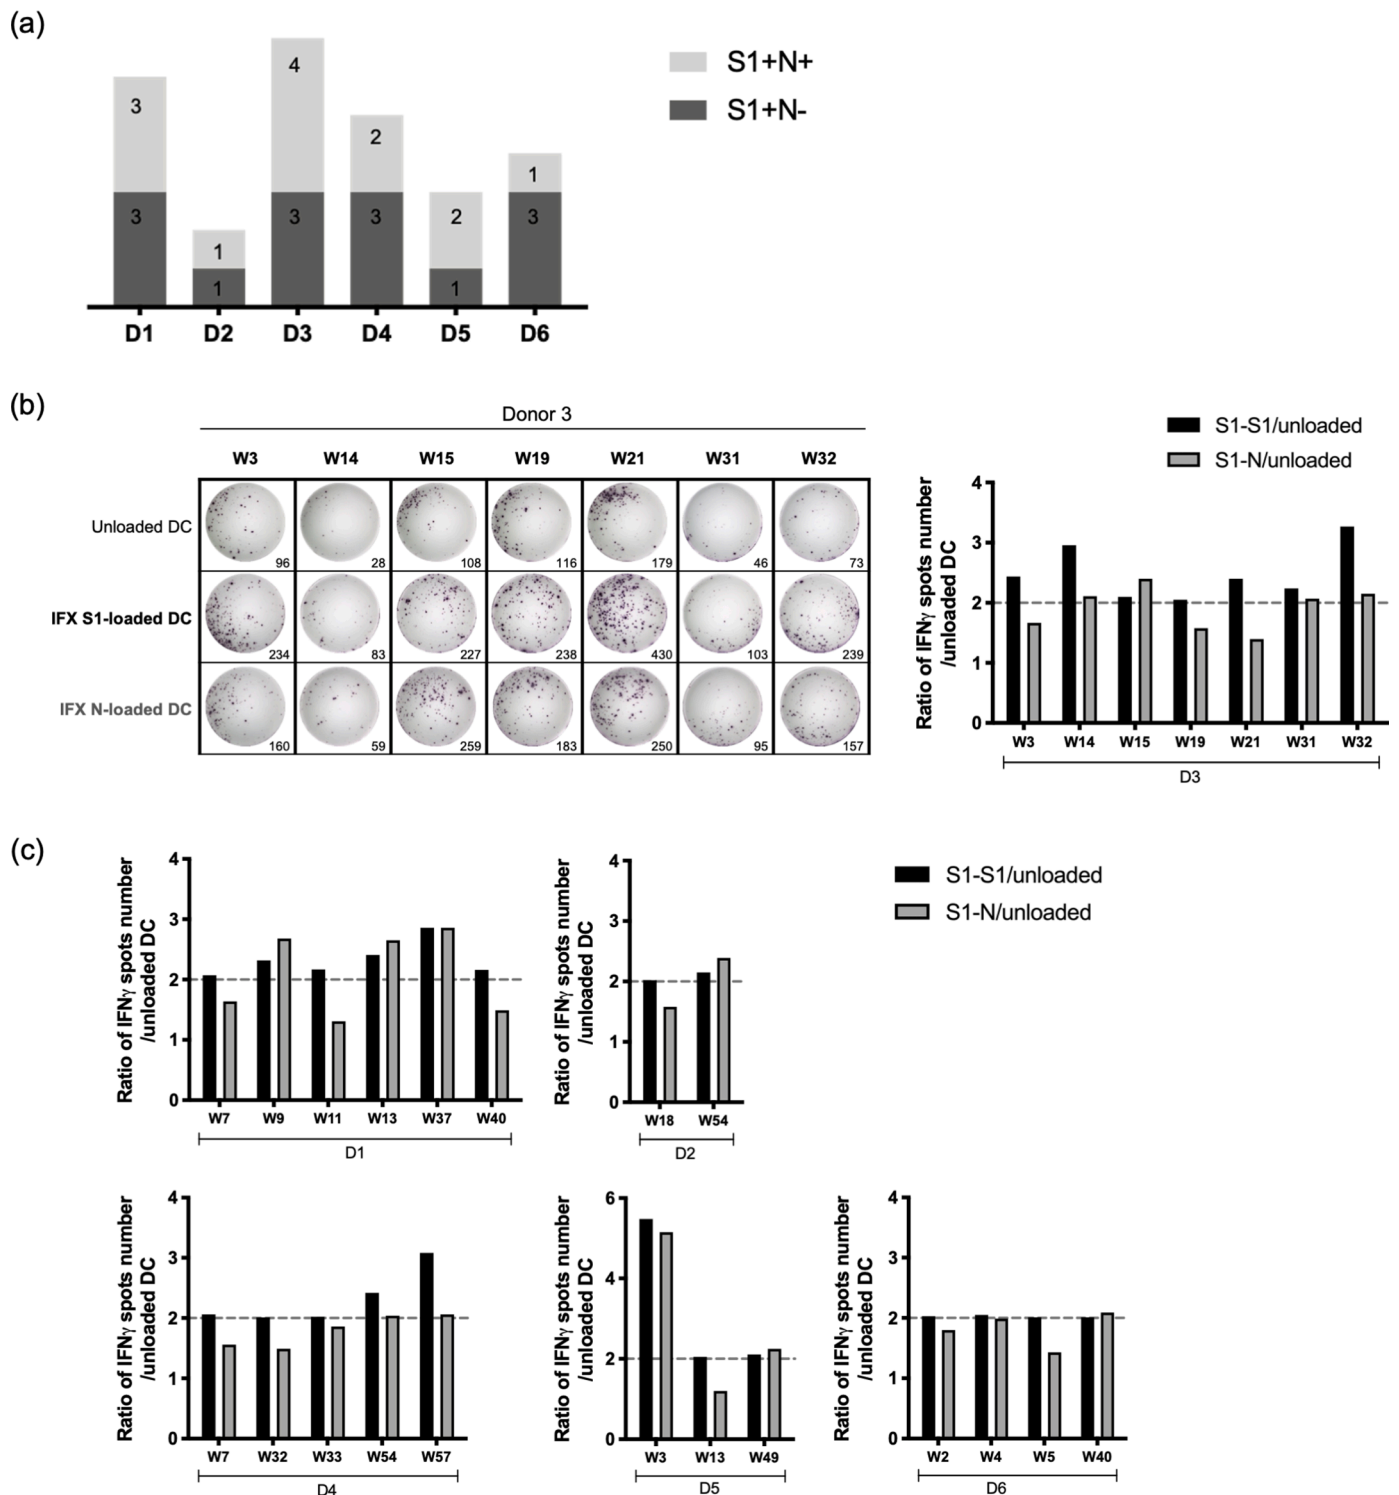 (a)
4
3
2
1
1
2
3
3
3
3
1
1
D1 D2 D3 D4 D5 D6
S1+N+
S1+N-
(b)
Donor 3
W3 W14 W15 W19 W21 W31 W32
Unloaded DC
96 28 108 116 179 46 73
IFX S1-loaded DC
234 83 227 238 430 103 239
IFX N-loaded DC
160 59 259 183 250 95 157
S1-S1/unloaded
S1-N/unloaded
Ratio of IFNγ spots number
/unloaded DC
4
3
2
1
0
W3 W14 W15 W19 W21 W31 W32
D3
(c)
Ratio of IFNγ spots number
/unloaded DC
4
3
2
1
0
W7 W9 W11 W13 W37 W40
D1
Ratio of IFNγ spots number
/unloaded DC
4
3
2
1
0
W18 W54
D2
S1-S1/unloaded
S1-N/unloaded
Ratio of IFNγ spots number
/unloaded DC
4
3
2
1
0
W7 W32 W33 W54 W57
D4
Ratio of IFNγ spots number
/unloaded DC
6
4
2
0
W3 W13 W49
D5
Ratio of IFNγ spots number
/unloaded DC
4
3
2
1
0
W2 W4 W5 W40
D6